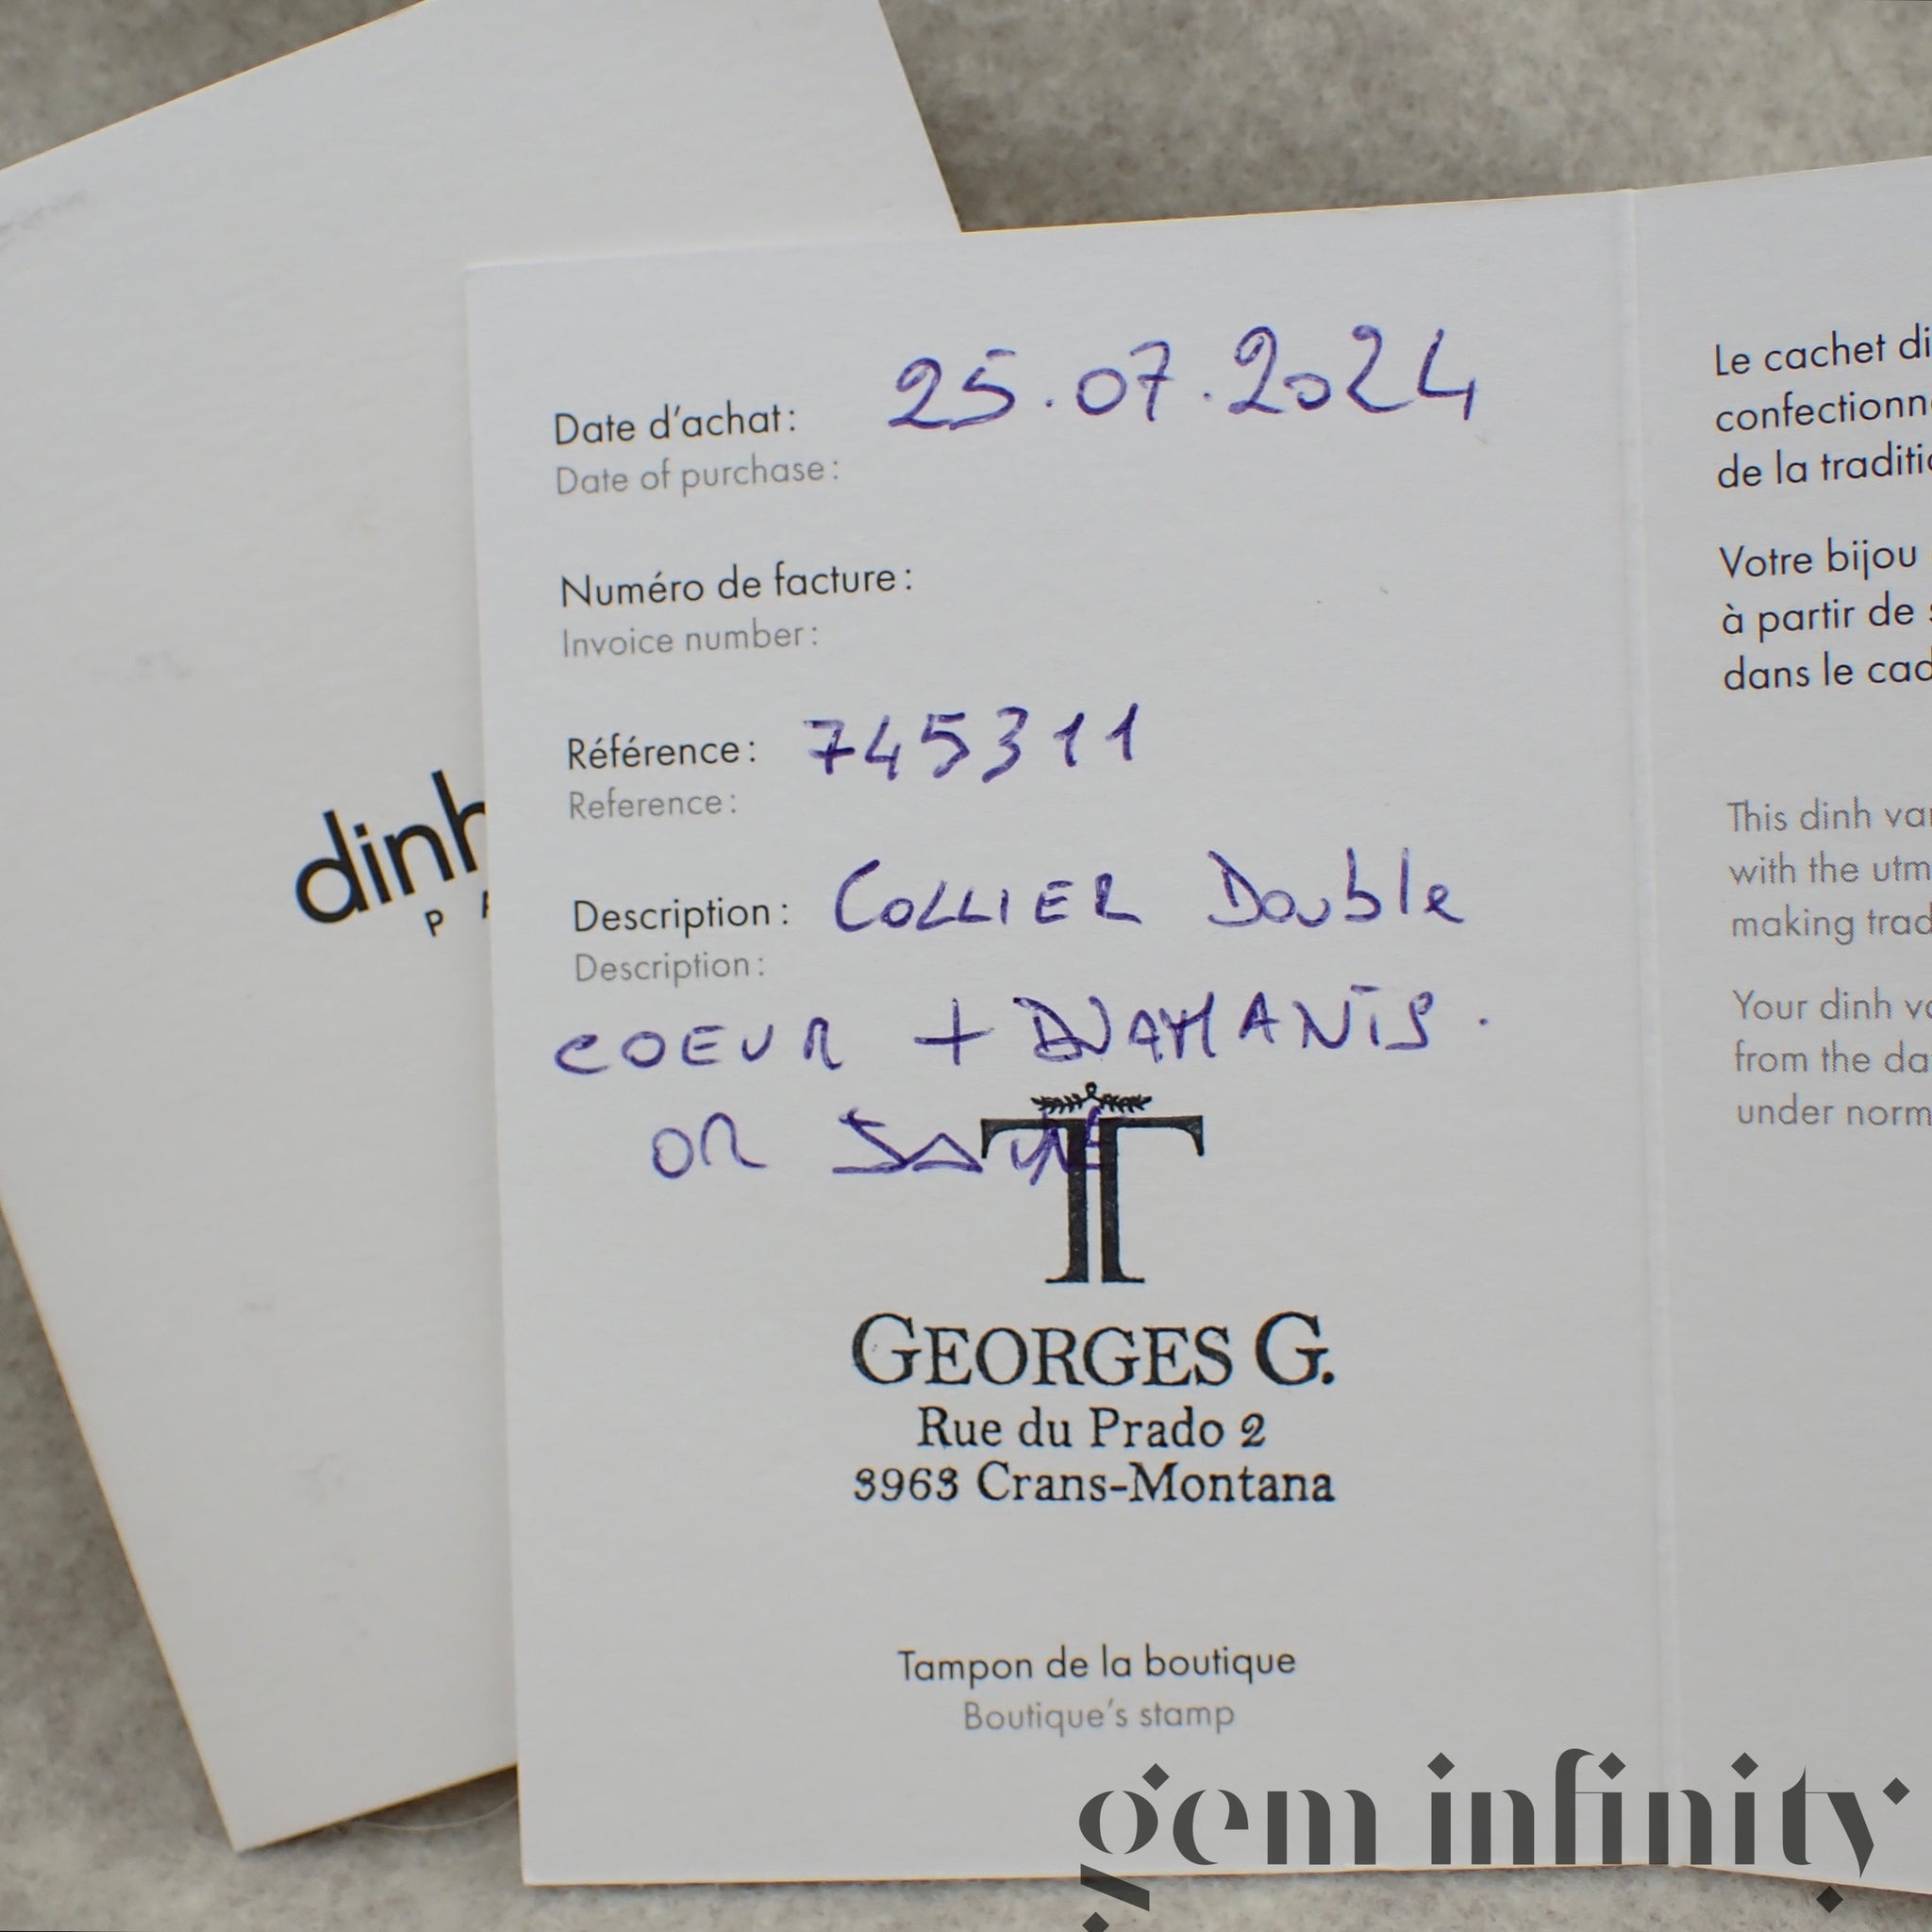 dinh
P A
Date d'achat: 25.07.2024
Date of purchase:
Numéro de facture:
Invoice number:
Référence: 745311
Reference:
Description: COLLIER Double
Description:
COEUR + DIAMANTS.
OR
GEORGES G.
Rue du Prado 2
3963 Crans-Montana
Tampon de la boutique
Boutique's stamp
Le cachet di
confectionn
de la traditi
Votre bijou
à partir de
dans le cad
This dinh va
with the utm
making trad
Your dinh va
from the da
under norm
gem infinity